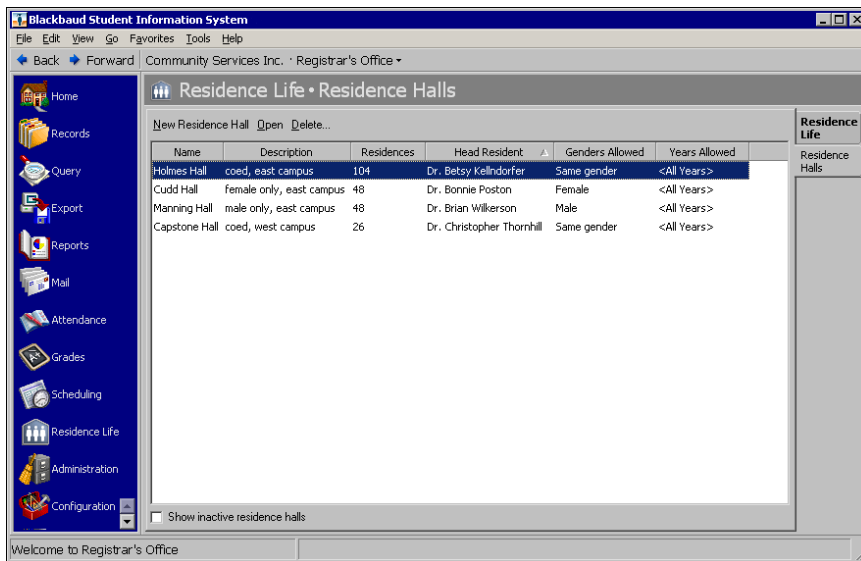 Blackbaud Student Information System
File Edit View Go Favorites Tools Help
Back Forward Community Services Inc. · Registrar's Office
Home
Records
Query
Export
Reports
Mail
Attendance
Grades
Scheduling
Residence Life
Administration
Configuration
Residence Life • Residence Halls
New Residence Hall Open Delete...
Name Description Residences Head Resident Genders Allowed Years Allowed
Holmes Hall coed, east campus 104 Dr. Betsy Kellndorfer Same gender <All Years>
Cudd Hall female only, east campus 48 Dr. Bonnie Poston Female <All Years>
Manning Hall male only, east campus 48 Dr. Brian Wilkerson Male <All Years>
Capstone Hall coed, west campus 26 Dr. Christopher Thornhill Same gender <All Years>
Show inactive residence halls
Residence
Life
Residence
Halls
Welcome to Registrar's Office